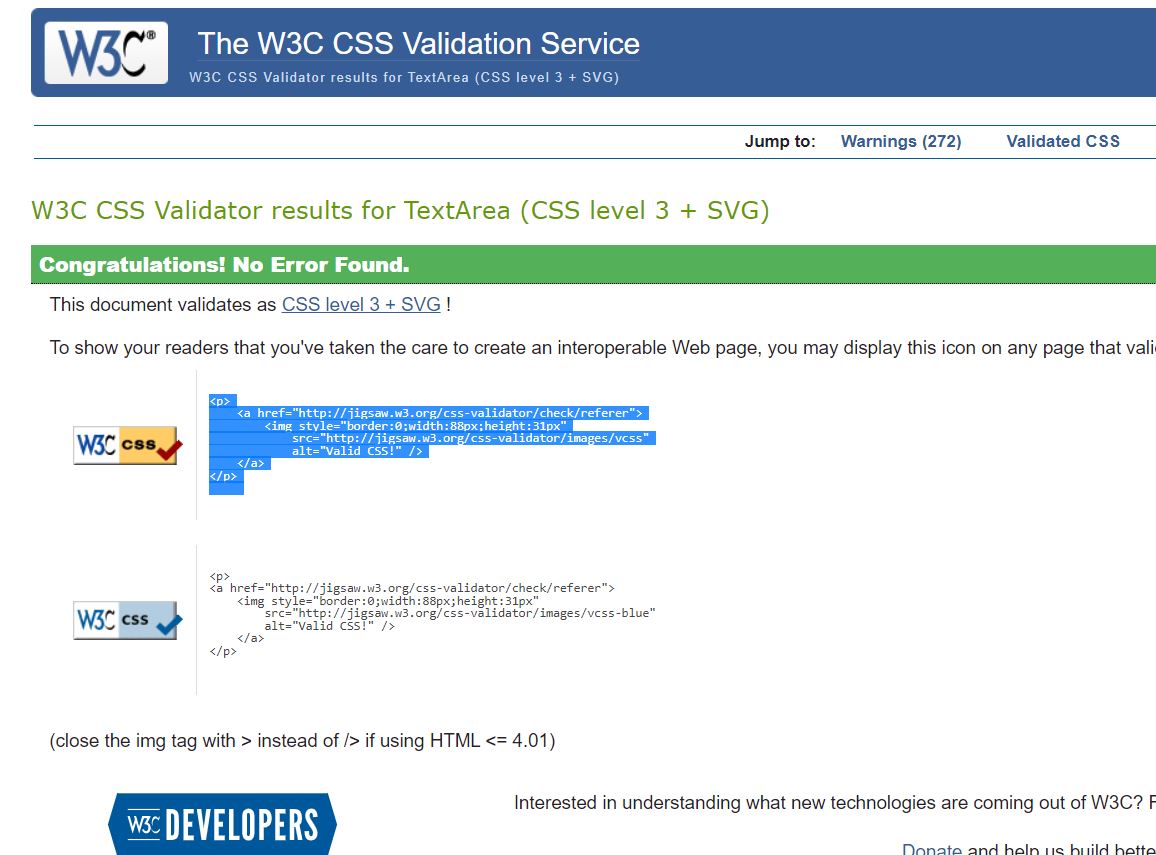 W3C®
The W3C CSS Validation Service
W3C CSS Validator results for TextArea (CSS level 3 + SVG)
Jump to: Warnings (272) Validated CSS
W3C CSS Validator results for TextArea (CSS level 3 + SVG)
Congratulations! No Error Found.
This document validates as CSS level 3 + SVG !
To show your readers that you've taken the care to create an interoperable Web page, you may display this icon on any page that vali
W3C css
<p>
<a href="http://jigsaw.w3.org/css-validator/check/referer">
<img style="border:0;width:88px;height:31px"
src="http://jigsaw.w3.org/css-validator/images/vcss"
alt="Valid CSS!" />
</a>
</p>
W3C css
<p>
<a href="http://jigsaw.w3.org/css-validator/check/referer">
<img style="border:0;width:88px;height:31px"
src="http://jigsaw.w3.org/css-validator/images/vcss-blue"
alt="Valid CSS!" />
</a>
</p>
(close the img tag with > instead of /> if using HTML <= 4.01)
W3C DEVELOPERS
Interested in understanding what new technologies are coming out of W3C? F
Donate and help us build bette